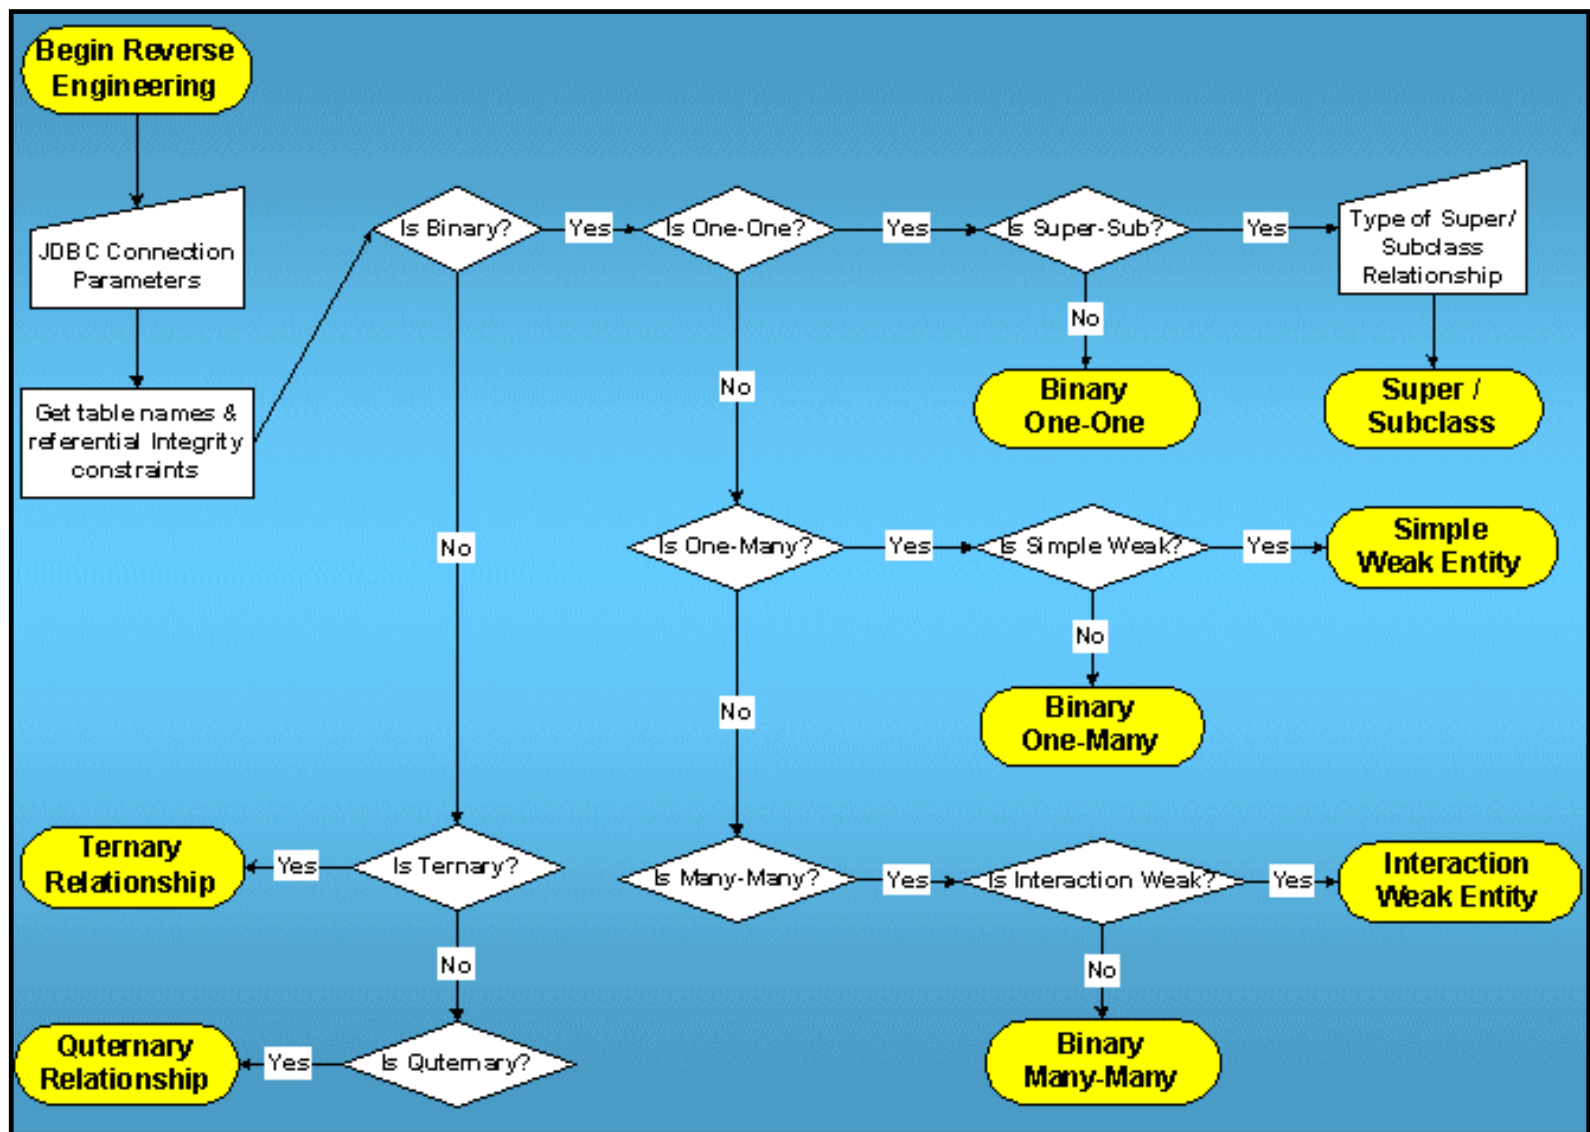 Begin Reverse
Engineering
JDBC Connection
Parameters
Get table names &
referential Integrity
constraints
Is Binary?
Yes
Is One-One?
Yes
Is Super-Sub?
Yes
Type of Super/
Subclass
Relationship
No
Binary
One-One
Super /
Subclass
No
No
Is One-Many?
Yes
Is Simple Weak?
Yes
Simple
Weak Entity
No
Binary
One-Many
No
Ternary
Relationship
Yes
Is Ternary?
Is Many-Many?
Yes
Is Interaction Weak?
Yes
Interaction
Weak Entity
No
No
Quternary
Relationship
Yes
Is Quternary?
Binary
Many-Many